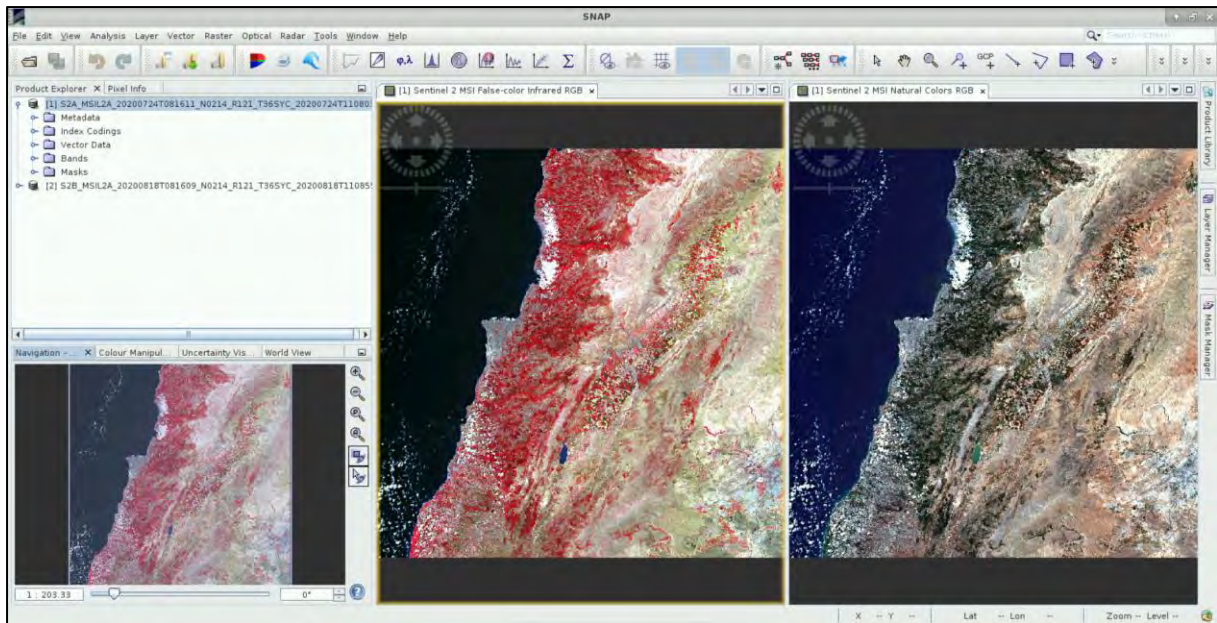 SNAP
File Edit View Analysis Layer Vector Raster Optical Radar Tools Window Help
φ,λ Σ GCP
Product Explorer × Pixel Info
[1] Sentinel 2 MSI False-color Infrared RGB ×
[1] Sentinel 2 MSI Natural Colors RGB ×
[1] S2A_MSIL2A_20200724T081611_N0214_R121_T36SYC_20200724T11080
Metadata
Index Codings
Vector Data
Bands
Masks
[2] S2B_MSIL2A_20200818T081609_N0214_R121_T36SYC_20200818T11085
Product Library
Layer Manager
Mask Manager
Navigation -... × Colour Manipul... Uncertainty Vis... World View
1 : 203.33
0°
X -- Y -- Lat -- Lon -- Zoom -- Level --